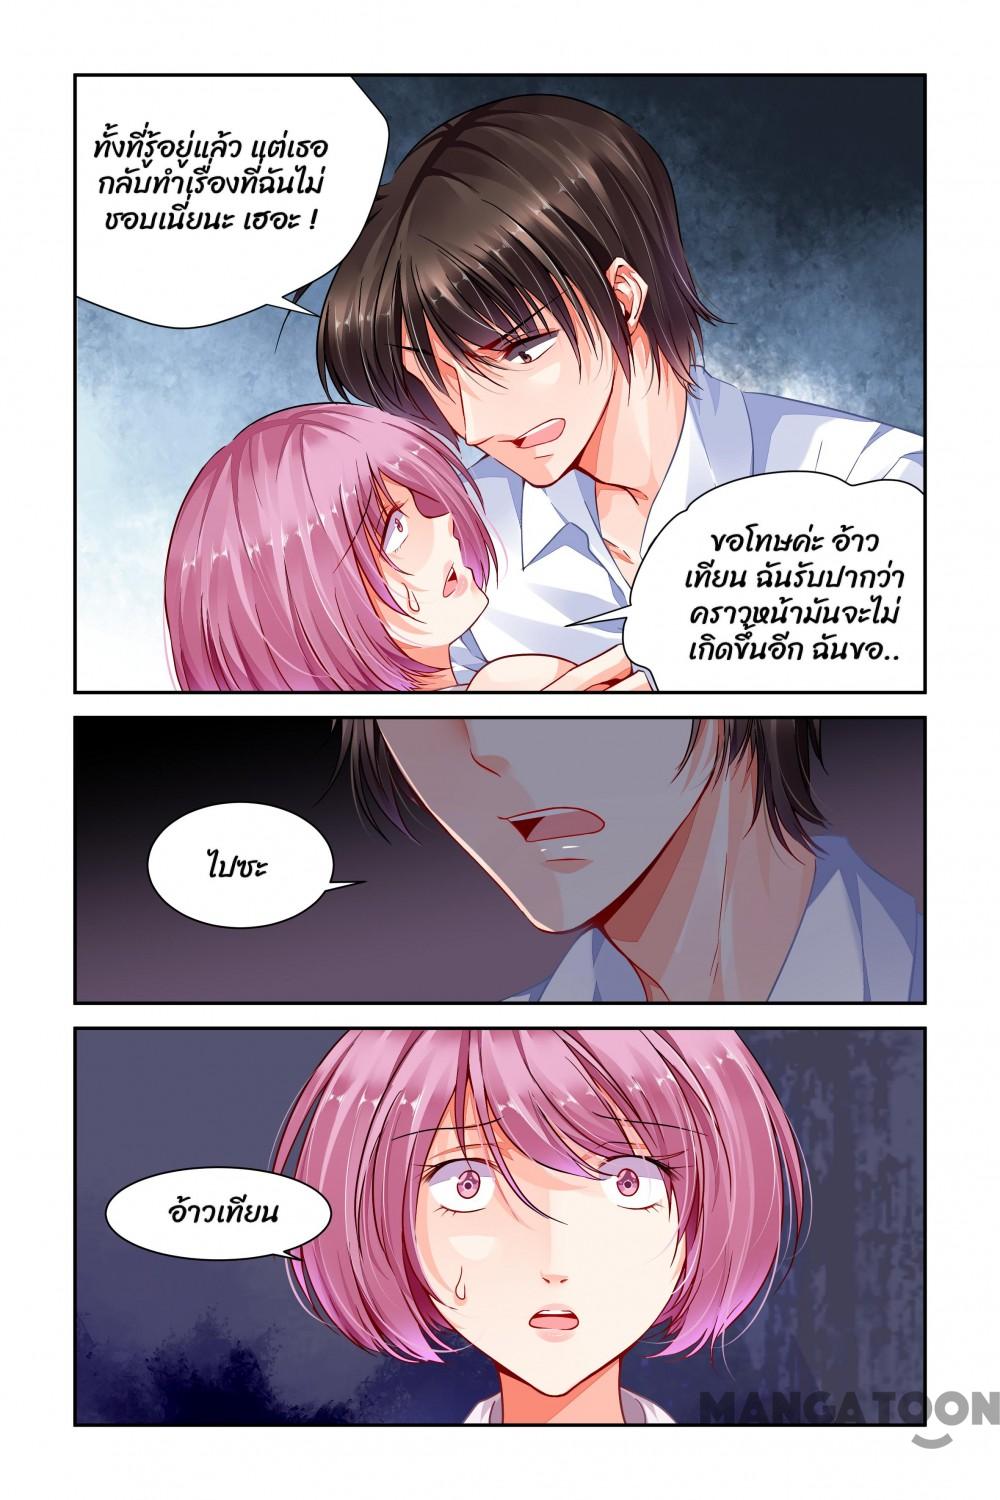 ทั้งที่รู้อยู่แล้ว แต่เธอ
กลับทำเรื่องที่ฉันไม่
ชอบเนี่ยนะ เฮอะ !
ขอโทษค่ะ อ้าว
เทียน ฉันรับปากว่า
คราวหน้ามันจะไม่
เกิดขึ้นอีก ฉันขอ..
ไปซะ
อ้าวเทียน
MANGATOON